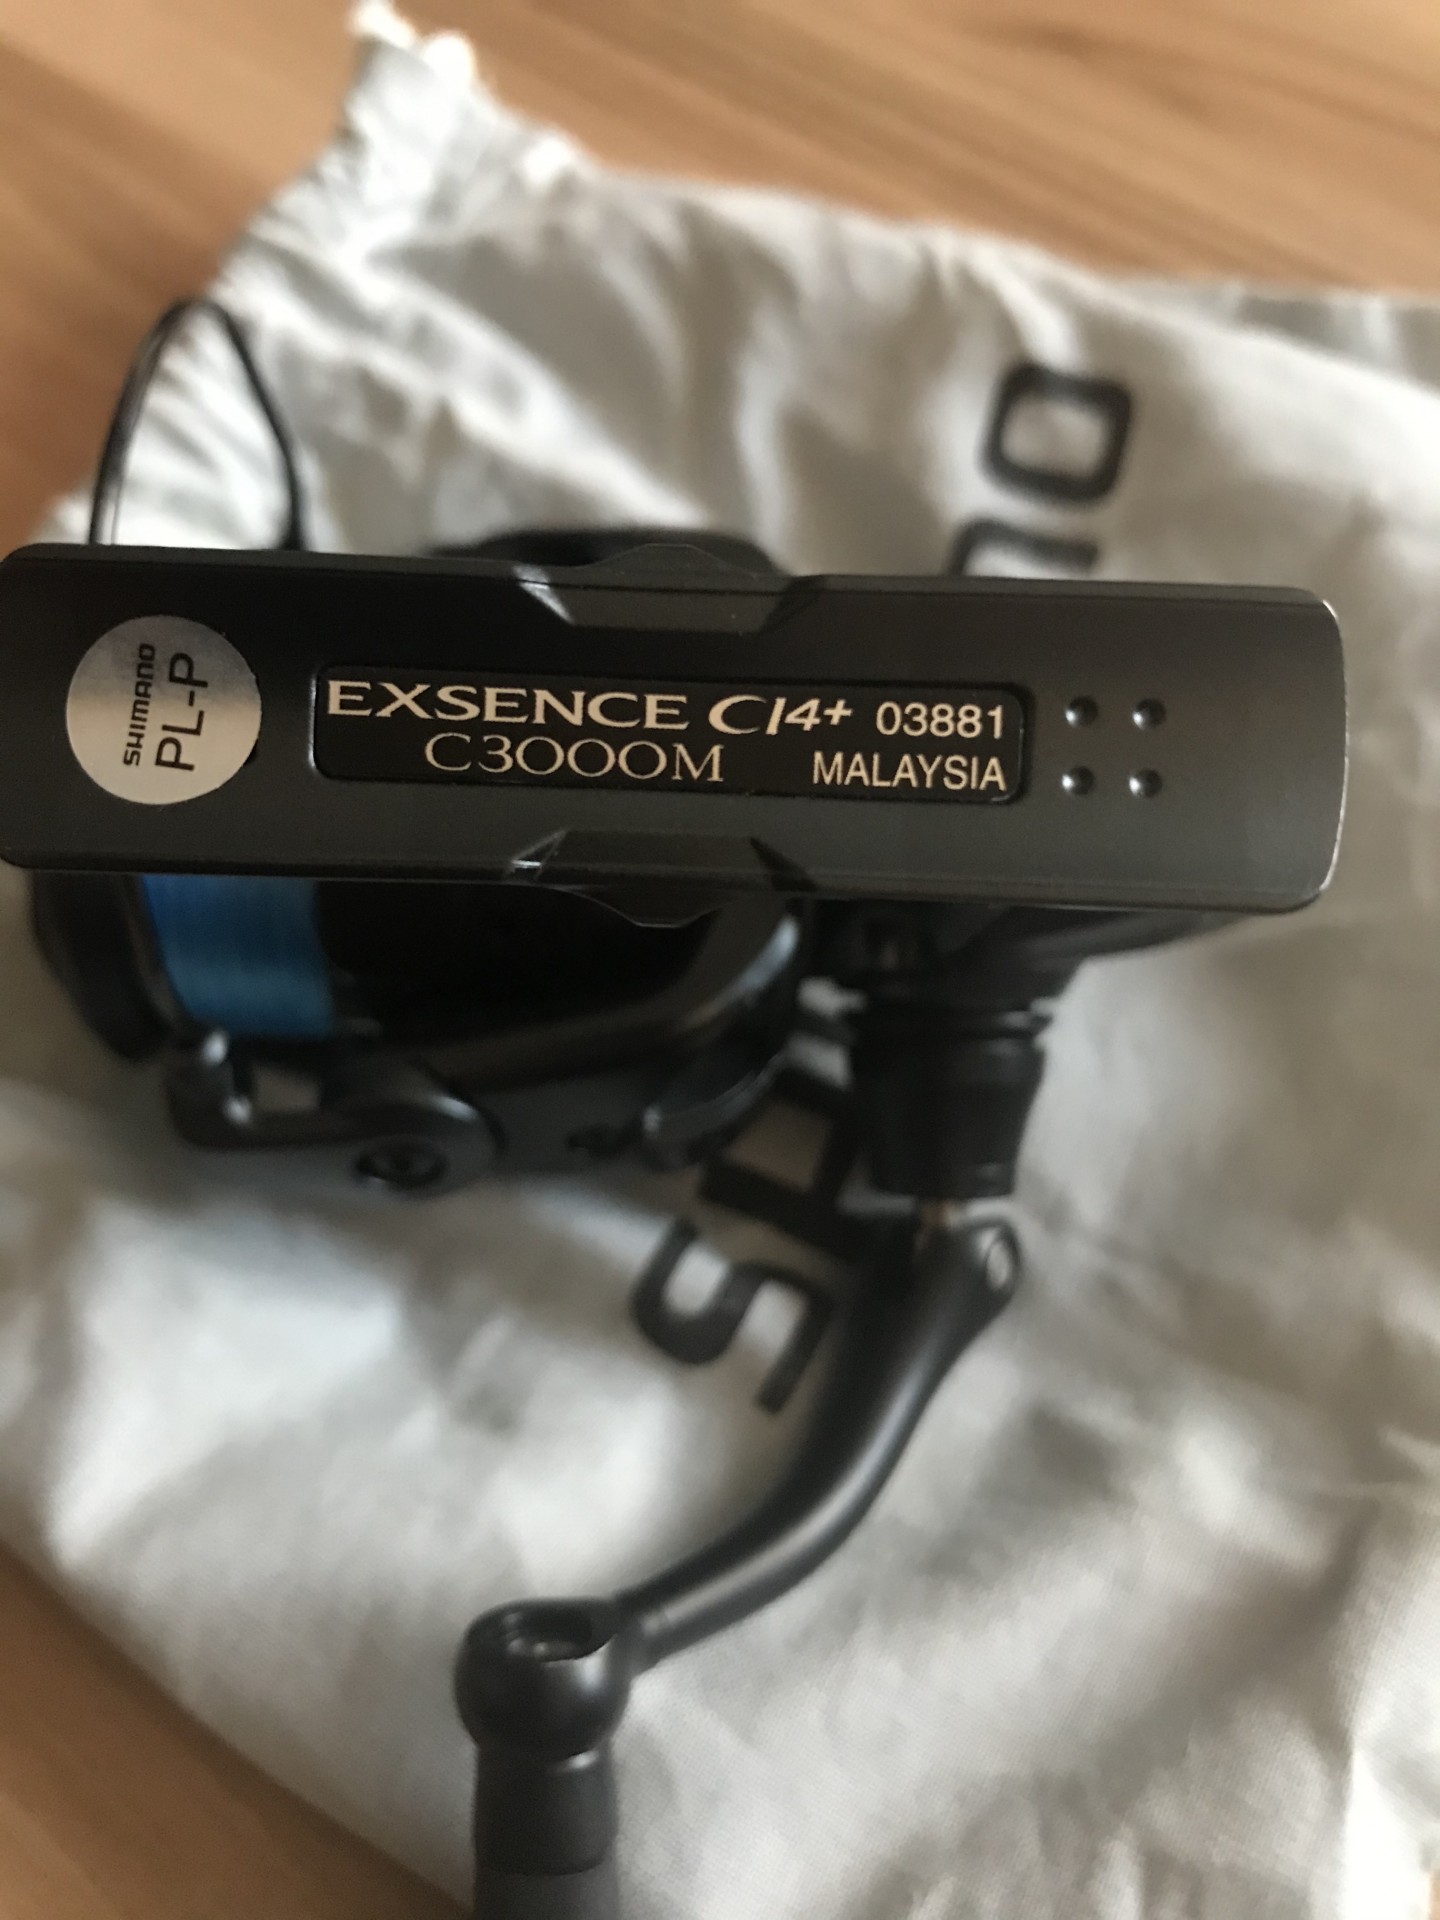 SHIMANO
PL-P
EXSENCE CI4+ 03881
C3000M MALAYSIA